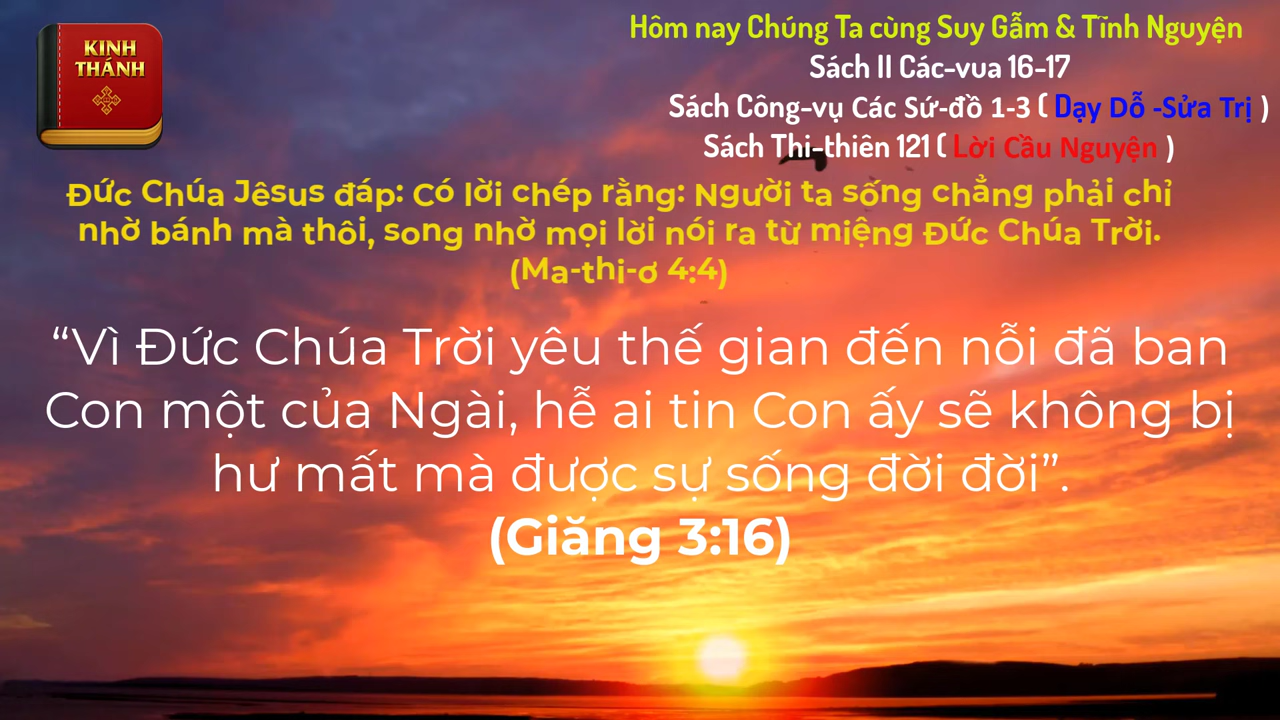 KINH
THÁNH
Hôm nay Chúng Ta cùng Suy Gẫm & Tĩnh Nguyện
Sách II Các-vua 16-17
Sách Công-vụ Các Sứ-đồ 1-3 ( Dạy Dỗ -Sửa Trị )
Sách Thi-thiên 121 ( Lời Cầu Nguyện )
Đức Chúa Jêsus đáp: Có lời chép rằng: Người ta sống chẳng phải chỉ
nhờ bánh mà thôi, song nhờ mọi lời nói ra từ miệng Đức Chúa Trời.
(Ma-thi-ơ 4:4)
“Vì Đức Chúa Trời yêu thế gian đến nỗi đã ban
Con một của Ngài, hễ ai tin Con ấy sẽ không bị
hư mất mà được sự sống đời đời”.
(Giăng 3:16)